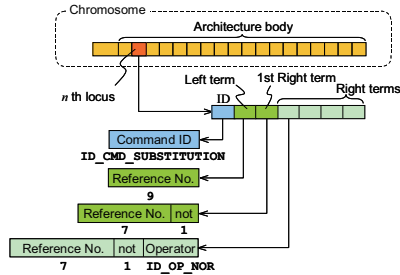 Chromosome
Architecture body
n th locus
Left term
1st Right term
Right terms
ID
Command ID
ID_CMD_SUBSTITUTION
Reference No.
9
Reference No. not
7 1
Reference No. not Operator
7 1 ID_OP_NOR